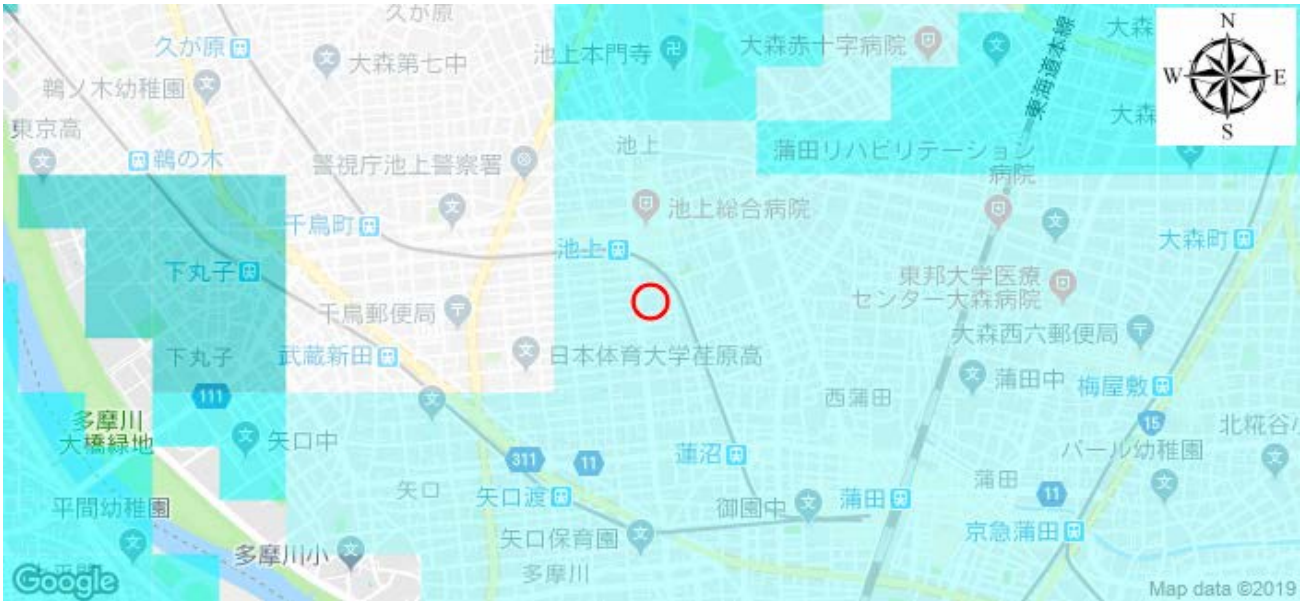 久が原
久が原
大森第七中
池上本門寺
大森赤十字病院
大森
N
W
E
S
鵜ノ木幼稚園
東海道本線
東京高
大森
鵜の木
警視庁池上警察署
池上
蒲田リハビリテーション
病院
千鳥町
池上総合病院
池上
大森町
下丸子
東邦大学医療
センター大森病院
千鳥郵便局
大森西六郵便局
下丸子
武蔵新田
日本体育大学荏原高
蒲田中
梅屋敷
111
西蒲田
多摩川
大橋緑地
矢口中
15
北糀谷小
蓮沼
パール幼稚園
311
11
矢口
矢口渡
御園中
蒲田
蒲田
11
平間幼稚園
京急蒲田
矢口保育園
多摩川小
多摩川
Google
Map data ©2019